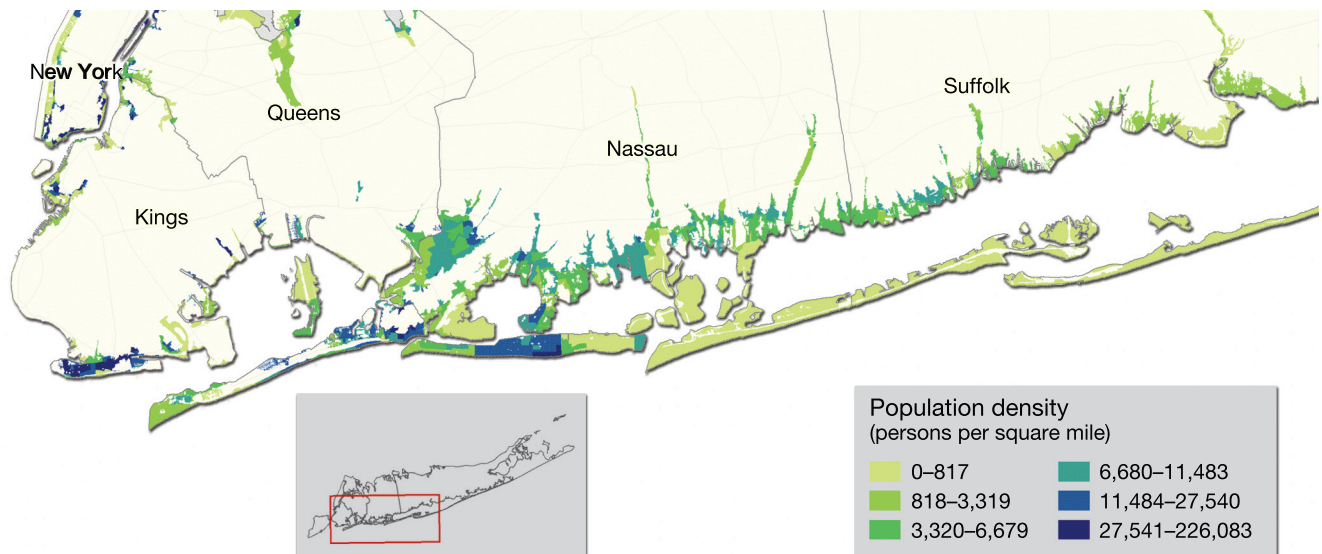 New York
Queens
Kings
Nassau
Suffolk
Population density
(persons per square mile)
0–817
818–3,319
3,320–6,679
6,680–11,483
11,484–27,540
27,541–226,083